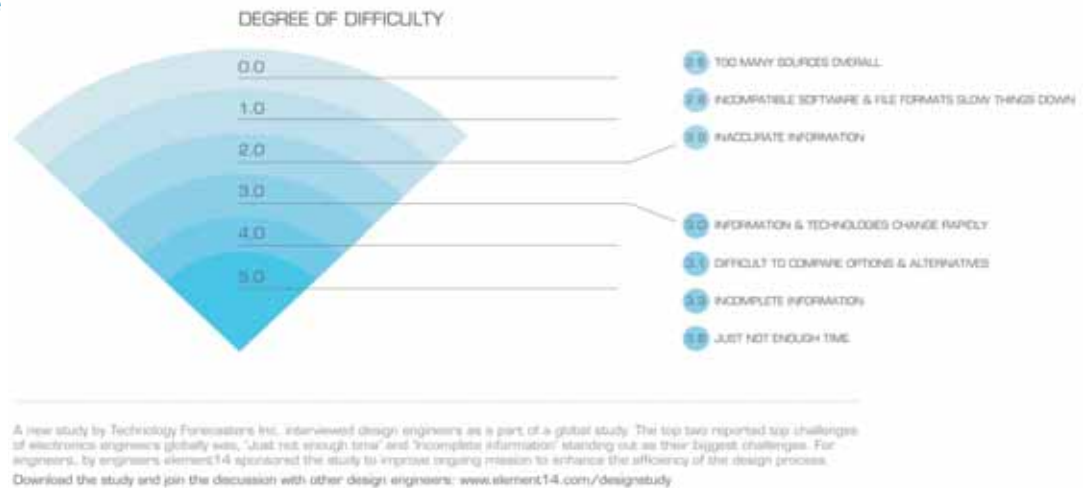 DEGREE OF DIFFICULTY
0.0
1.0
2.0
3.0
4.0
5.0
TOO MANY SOURCES OVERALL
INCOMPATIBLE SOFTWARE & FILE FORMATS SLOW THINGS DOWN
INACCURATE INFORMATION
3.0 INFORMATION & TECHNOLOGIES CHANGE RAPIDLY
3.1 DIFFICULT TO COMPARE OPTIONS & ALTERNATIVES
3.3 INCOMPLETE INFORMATION
JUST NOT ENOUGH TIME
A new study by Technology Forecasters Inc. interviewed design engineers as a part of a global study. The top two reported top challenges
of electronics engineers globally was, 'Just not enough time' and 'Incomplete information' standing out as their biggest challenges. For
engineers, by engineers element14 sponsored the study to improve ongoing mission to enhance the efficiency of the design process.
Download the study and join the discussion with other design engineers: www.element14.com/designstudy